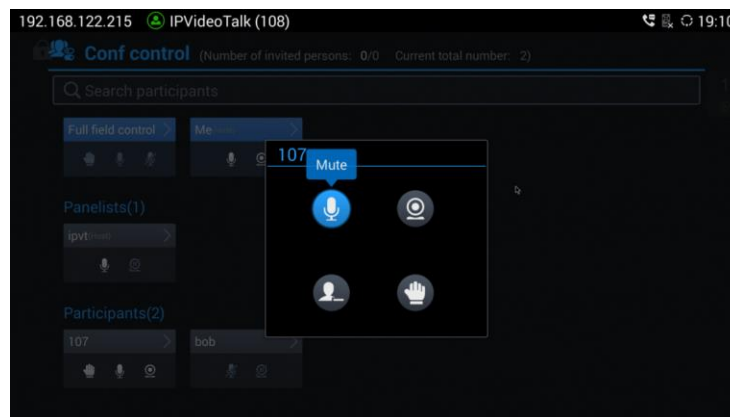 192.168.122.215 IPVideoTalk (108) 19:10
Conf control (Number of invited persons: 0/0 Current total number: 2)
Search participants
Full field control Me
107
Mute
Panelists(1)
ipvt(Host)
Participants(2)
107 bob